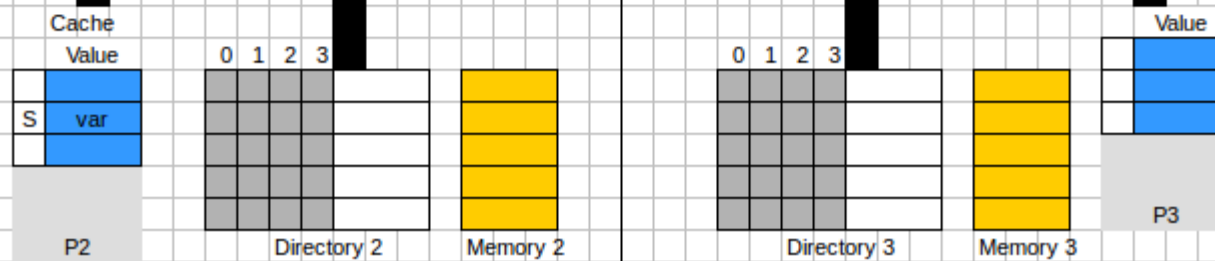 Cache
Value
Value
0 1 2 3
0 1 2 3
S var
P3
P2
Directory 2
Memory 2
Directory 3
Memory 3